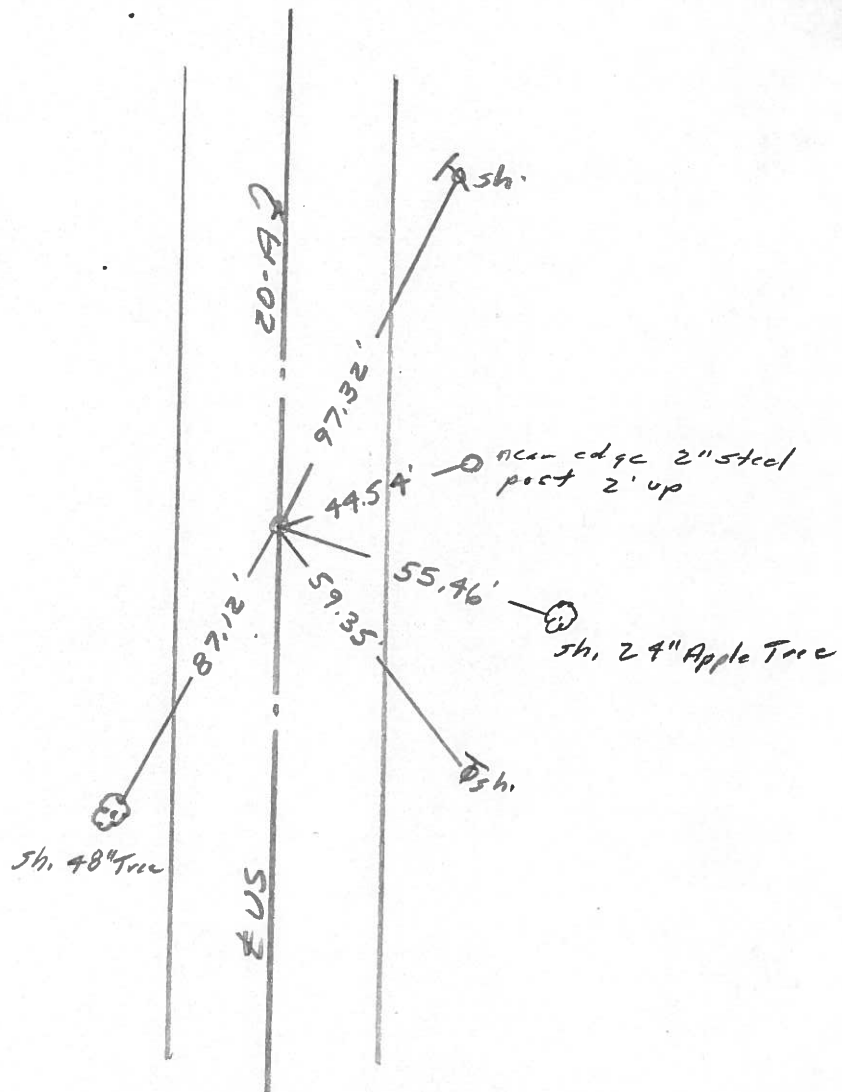 sh.
20-A
97.32'
near edge 2" steel
post 2' up
44.54'
55.46'
59.35'
sh. 24" Apple Tree
87.12'
sh.
sh. 48" Tree
℄ US